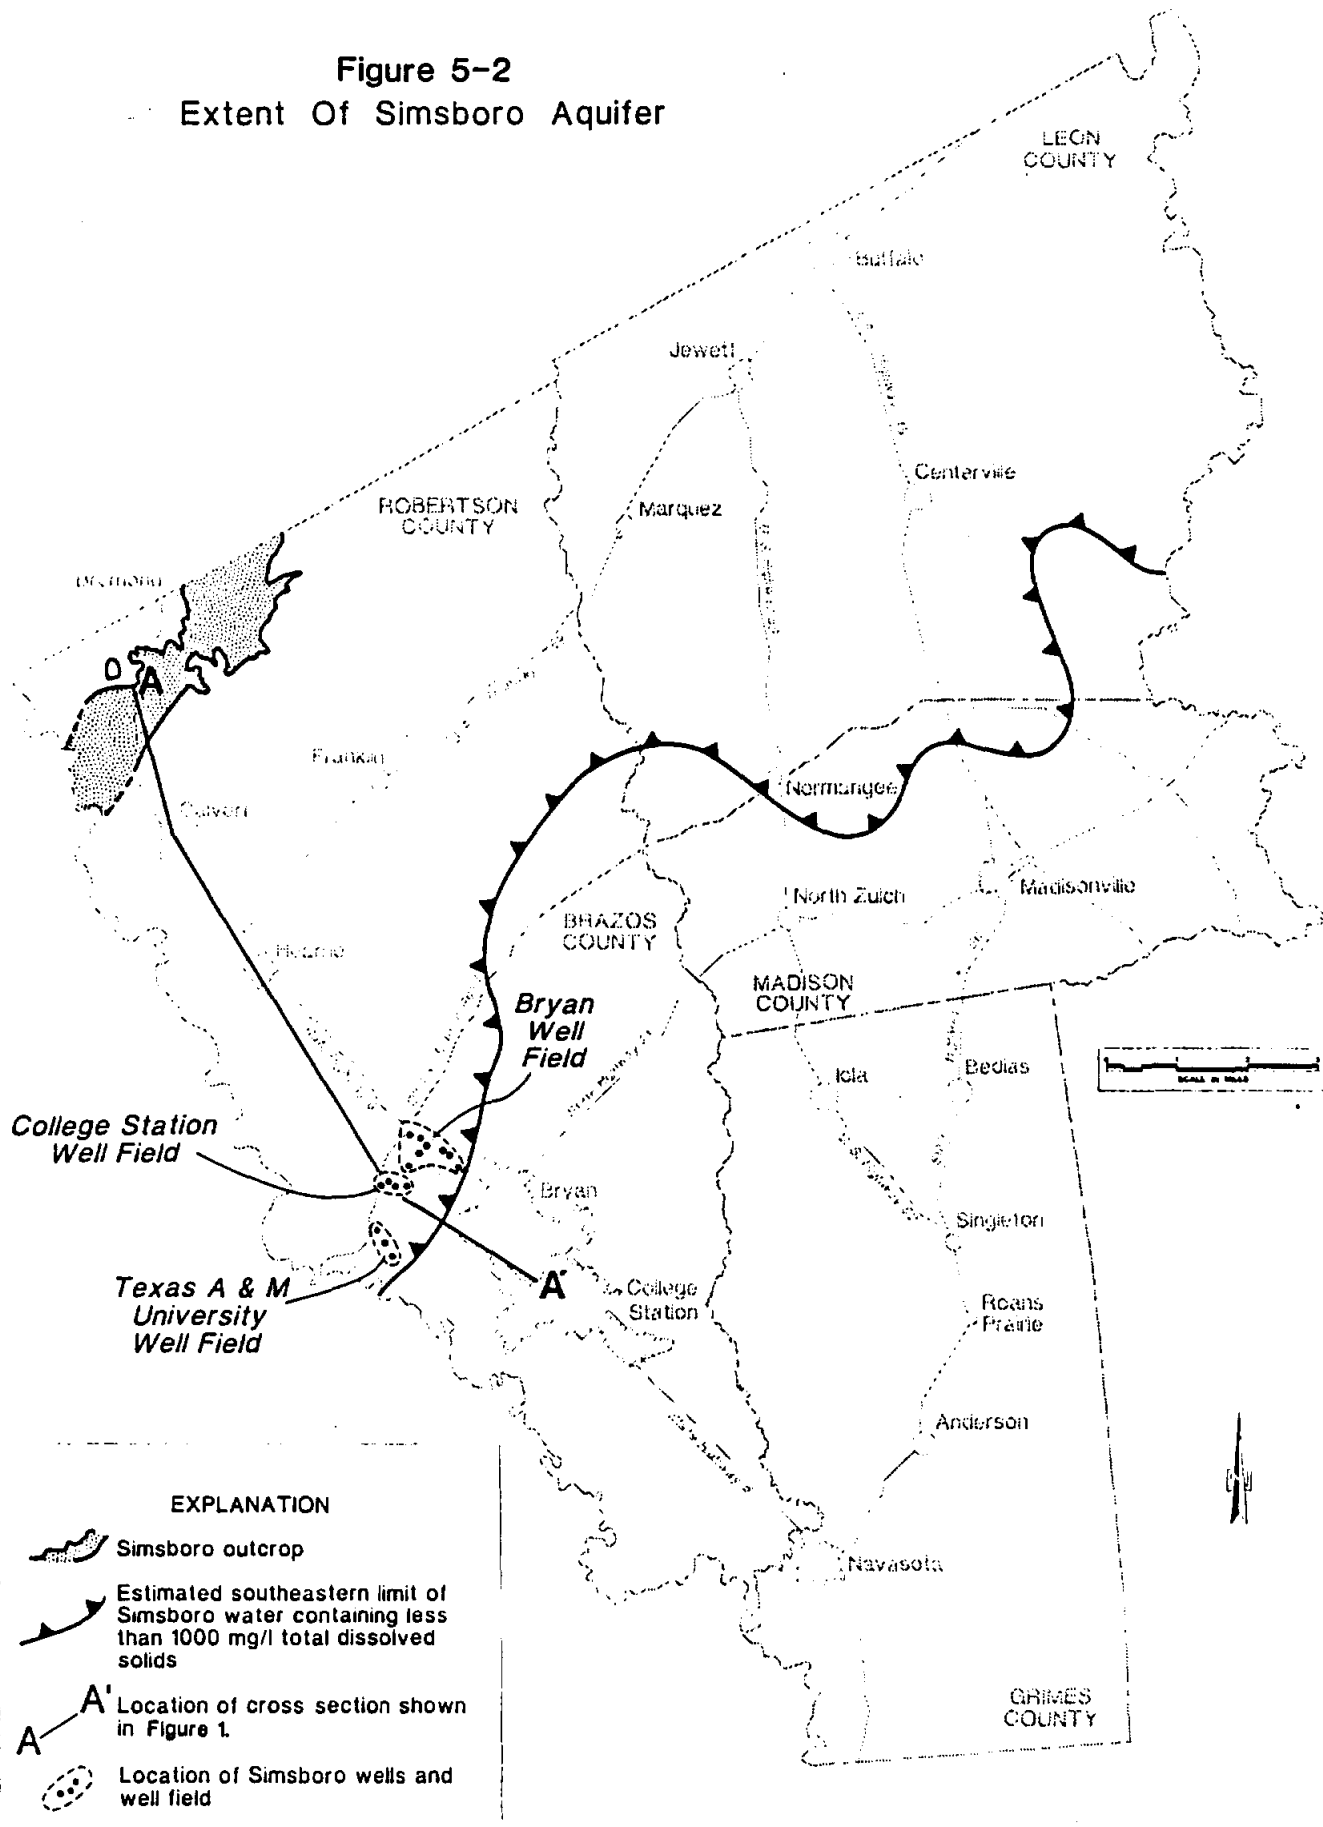 Figure 5-2
Extent Of Simsboro Aquifer
LEON
COUNTY
Buffalo
Jewett
Centerville
ROBERTSON
COUNTY
Marquez
Bremond
A
Franklin
Calvert
Normangee
Madisonville
North Zulch
BRAZOS
COUNTY
Hearne
MADISON
COUNTY
Bryan
Well
Field
Iola
Bedias
SCALE IN MILES
College Station
Well Field
Bryan
Singleton
Texas A & M
University
Well Field
A'
College
Station
Roans
Prairie
Anderson
N
Navasota
GRIMES
COUNTY
EXPLANATION
Simsboro outcrop
Estimated southeastern limit of
Simsboro water containing less
than 1000 mg/l total dissolved
solids
A A'
Location of cross section shown
in Figure 1.
Location of Simsboro wells and
well field